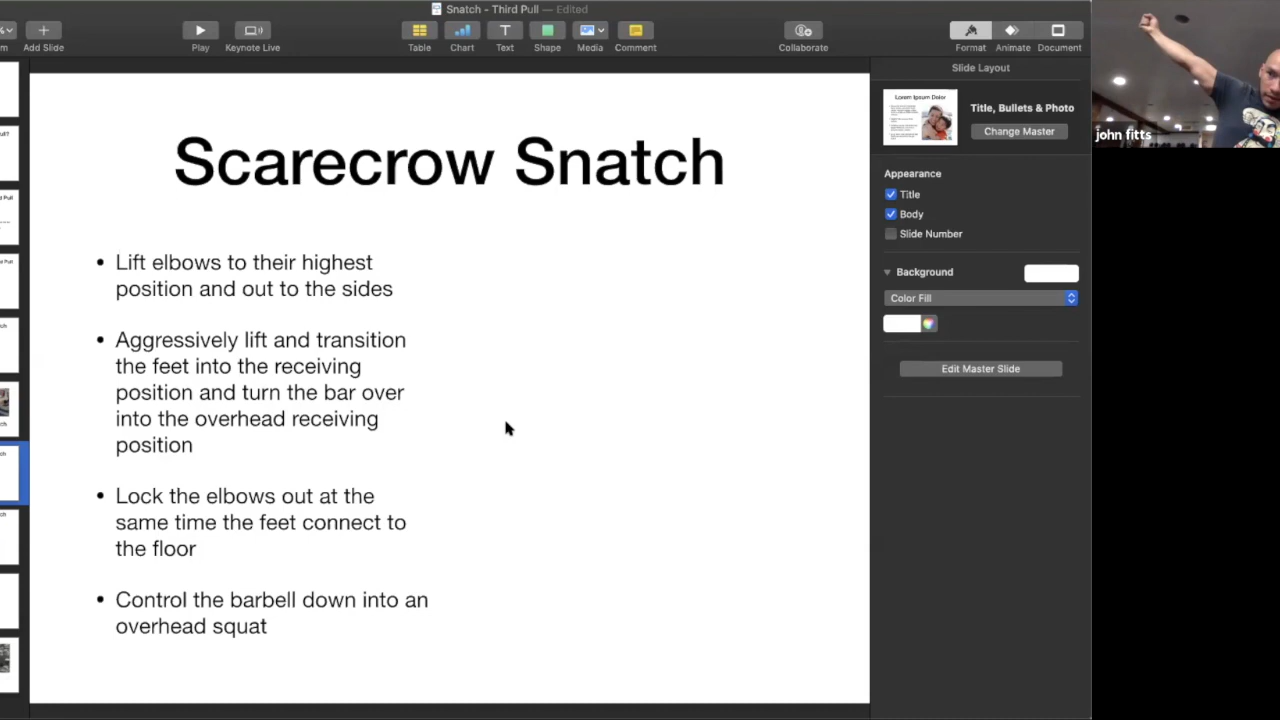 Snatch - Third Pull — Edited
Add Slide
Play
Keynote Live
Table
Chart
Text
Shape
Media
Comment
Collaborate
Format
Animate
Document
Slide Layout
Lorem Ipsum Dolor
Title, Bullets & Photo
Change Master
john fitts
Scarecrow Snatch
Appearance
Title
Body
Slide Number
Background
Color Fill
Edit Master Slide
• Lift elbows to their highest
position and out to the sides
• Aggressively lift and transition
the feet into the receiving
position and turn the bar over
into the overhead receiving
position
• Lock the elbows out at the
same time the feet connect to
the floor
• Control the barbell down into an
overhead squat